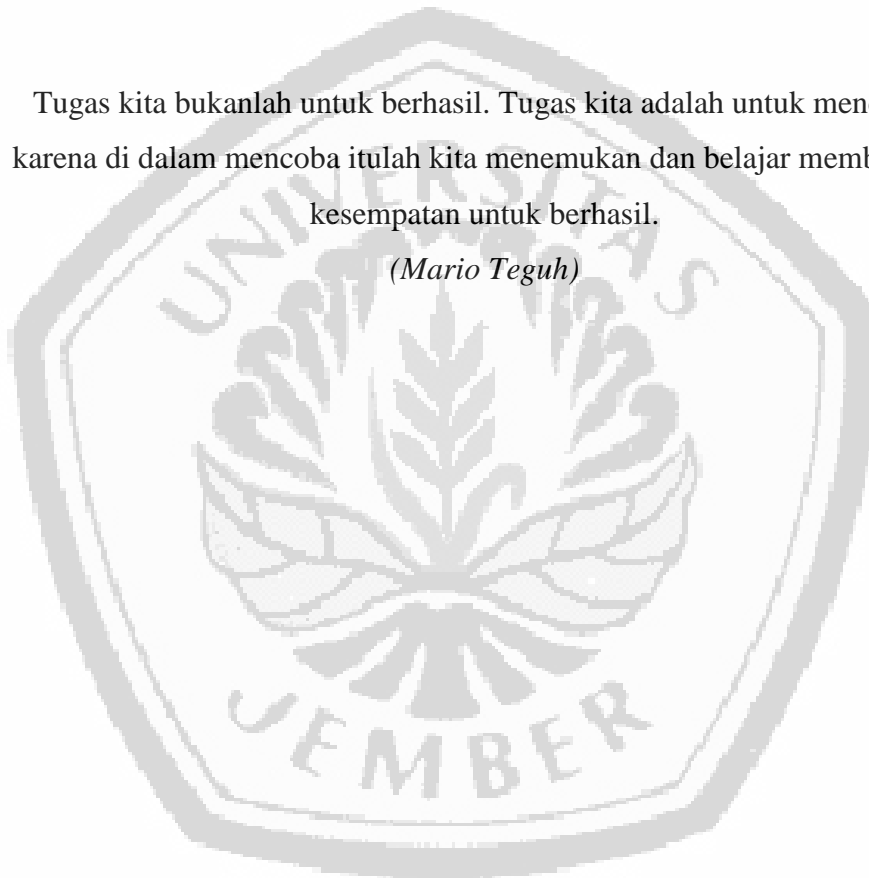 Tugas kita bukanlah untuk berhasil. Tugas kita adalah untuk
karena di dalam mencoba itulah kita menemukan dan belajar
kesempatan untuk berhasil.
(Mario Teguh)
UNIVERSITAS
JEMBER